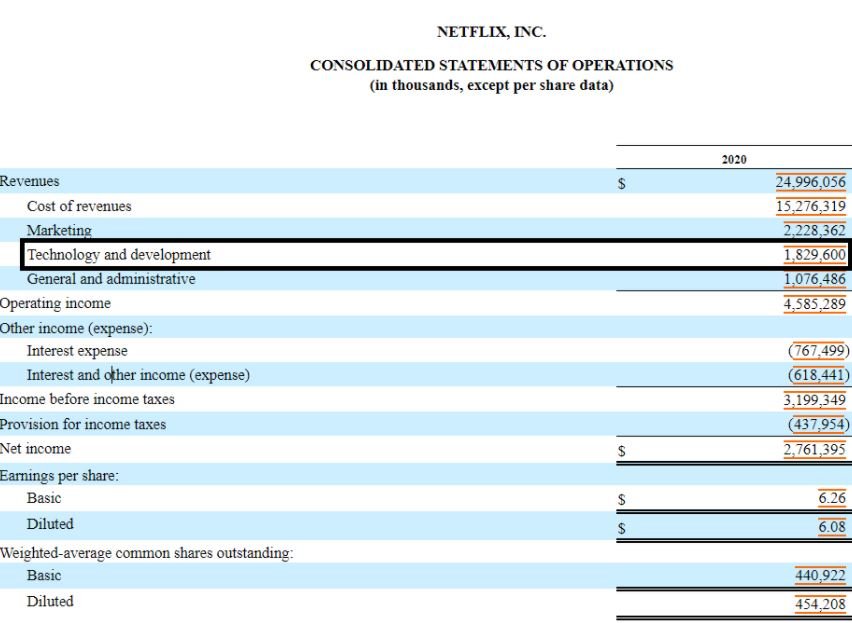 NETFLIX, INC.
CONSOLIDATED STATEMENTS OF OPERATIONS
(in thousands, except per share data)
2020
Revenues $ 24,996,056
Cost of revenues 15,276,319
Marketing 2,228,362
Technology and development 1,829,600
General and administrative 1,076,486
Operating income 4,585,289
Other income (expense):
Interest expense (767,499)
Interest and other income (expense) (618,441)
Income before income taxes 3,199,349
Provision for income taxes (437,954)
Net income $ 2,761,395
Earnings per share:
Basic $ 6.26
Diluted $ 6.08
Weighted-average common shares outstanding:
Basic 440,922
Diluted 454,208